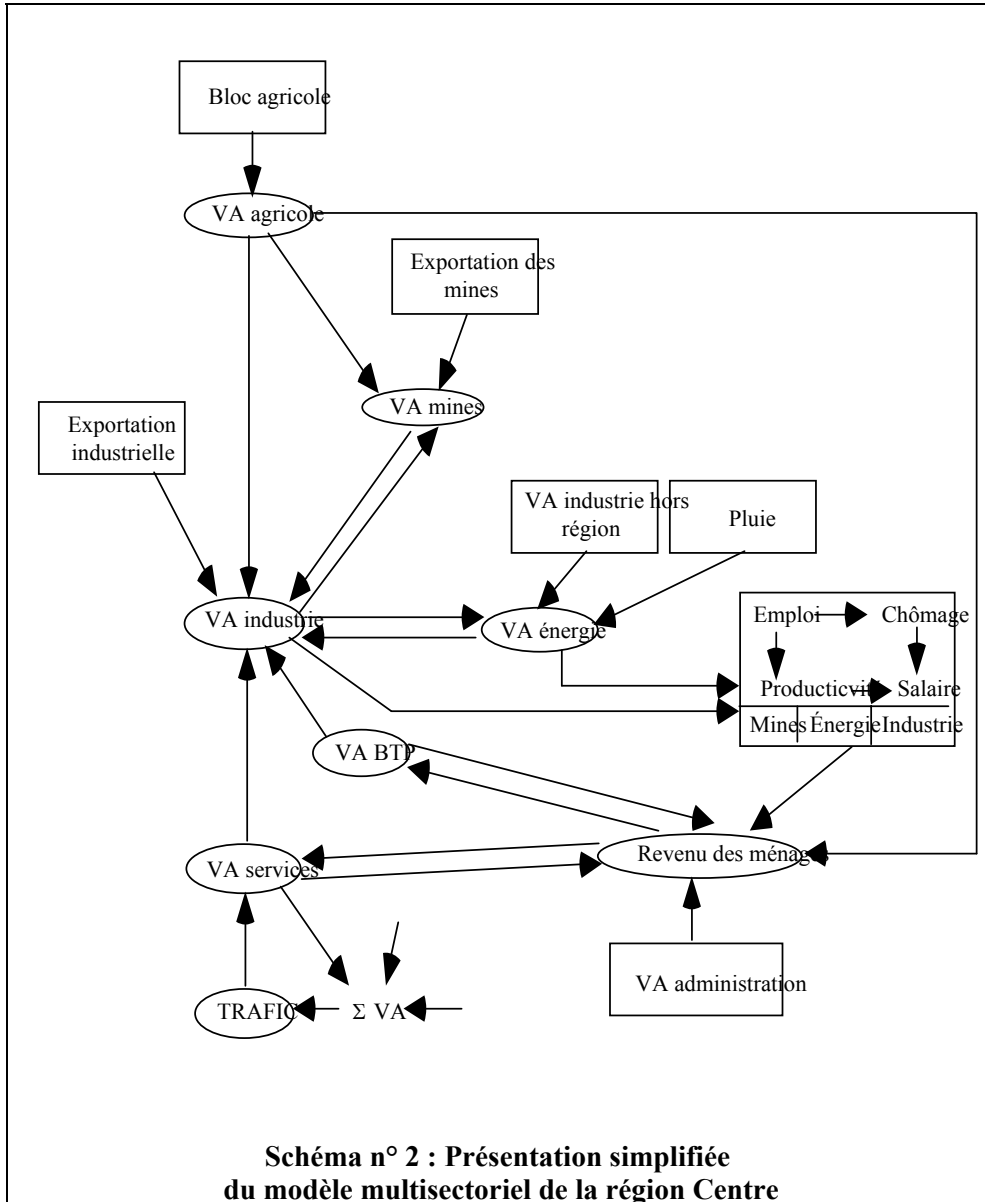 Bloc agricole
VA agricole
Exportation des
mines
VA mines
Exportation
industrielle
VA industrie hors
région
Pluie
VA industrie
VA énergie
Emploi
Chômage
Producticvité
Salaire
Mines
Énergie
Industrie
VA BTP
Revenu des ménages
VA services
VA administration
TRAFIC
Σ VA
Schéma n° 2 : Présentation simplifiée
du modèle multisectoriel de la région Centre